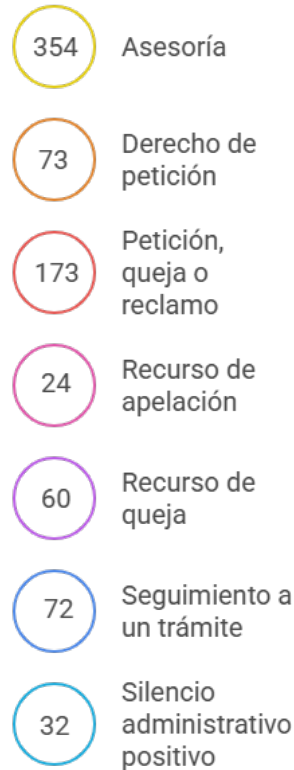 354 Asesoría
73 Derecho de
petición
Petición,
173 queja o
reclamo
24 Recurso de
apelación
60 Recurso de
queja
72 Seguimiento a
un trámite
Silencio
32 administrativo
positivo